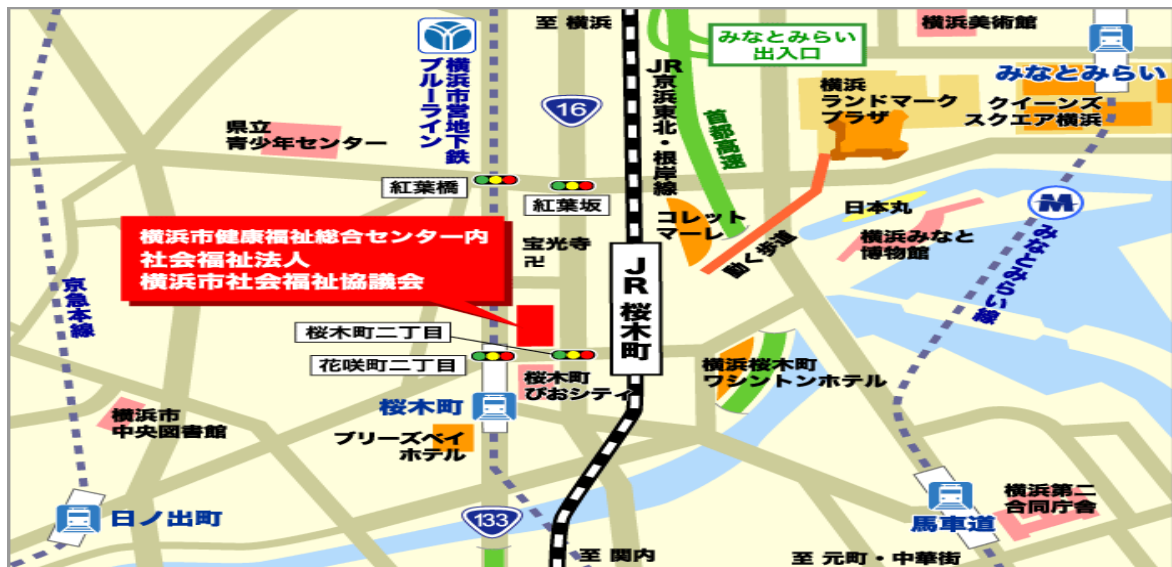 至 横浜
みなとみらい
出入口
横浜美術館
みなとみらい
横浜市営地下鉄
ブルーライン
16
JR京浜東北・根岸線
首都高速
横浜
ランドマーク
プラザ
クイーンズ
スクエア横浜
県立
青少年センター
紅葉橋
紅葉坂
コレット
マーレ
動く歩道
日本丸
横浜みなと
博物館
M
みなとみらい線
横浜市健康福祉総合センター内
社会福祉法人
横浜市社会福祉協議会
宝光寺
卍
JR桜木町
京急本線
桜木町二丁目
花咲町二丁目
桜木町
ぴおシティ
横浜桜木町
ワシントンホテル
桜木町
横浜市
中央図書館
ブリーズベイ
ホテル
日ノ出町
133
馬車道
横浜第二
合同庁舎
至 関内
至 元町・中華街